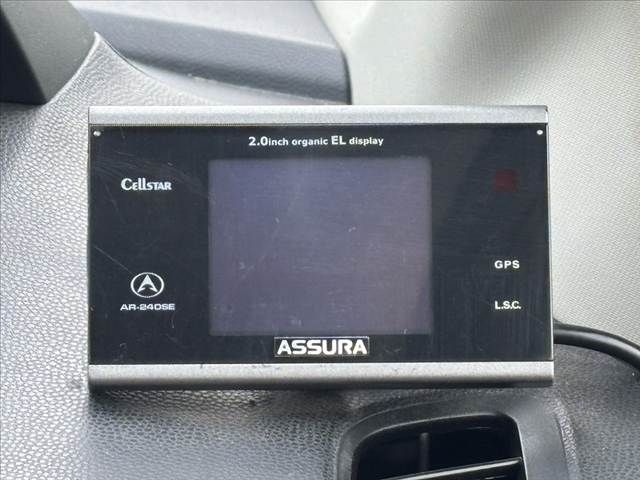 2.0inch organic EL display
CELLSTAR
GPS
AR-240SE
L.S.C.
ASSURA